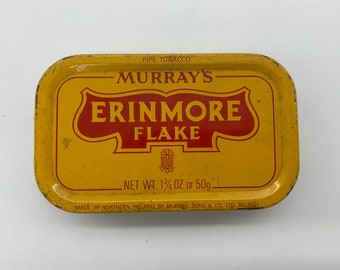 PIPE TOBACCO
MURRAY'S
ERINMORE
FLAKE
NET WT. 1¾ OZ or 50g
MADE IN NORTHERN IRELAND BY MURRAY, SONS & CO. LTD. BELFAST